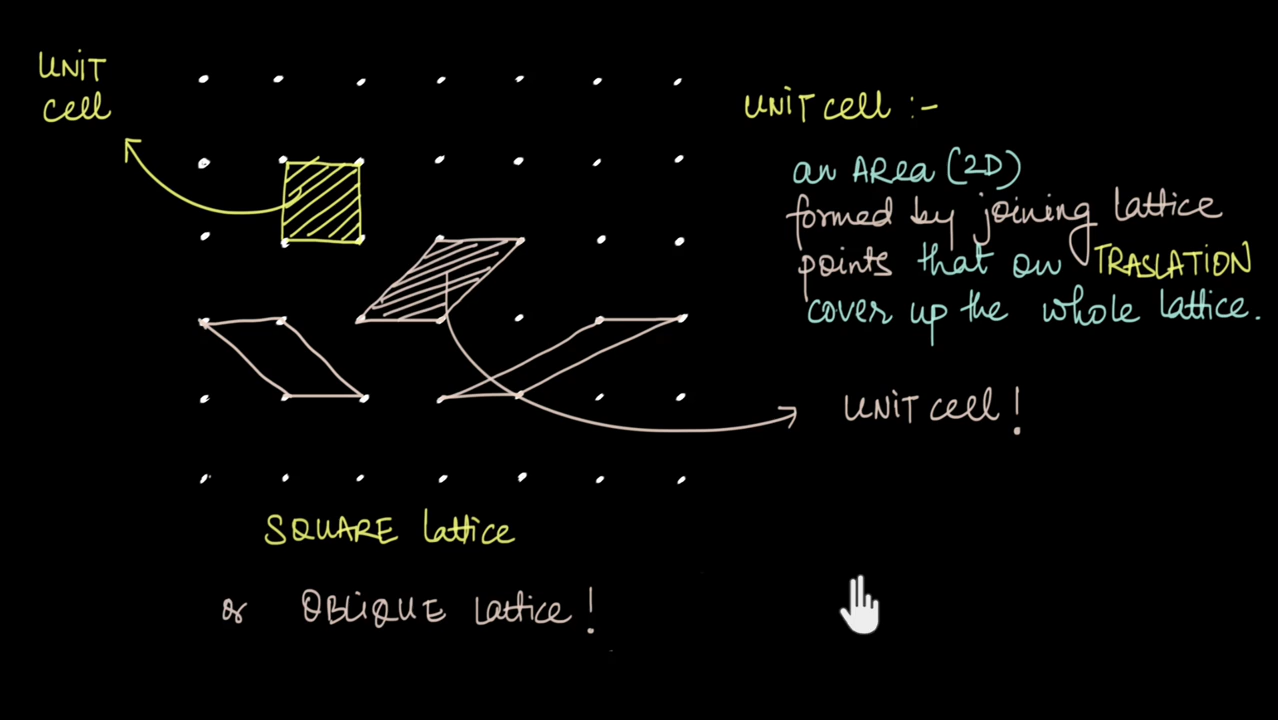 UNIT
cell
UNIT cell :-
an AREA (2D)
formed by joining lattice
points that on TRASLATION
cover up the whole lattice.
UNIT cell !
SQUARE lattice
or OBLIQUE lattice !